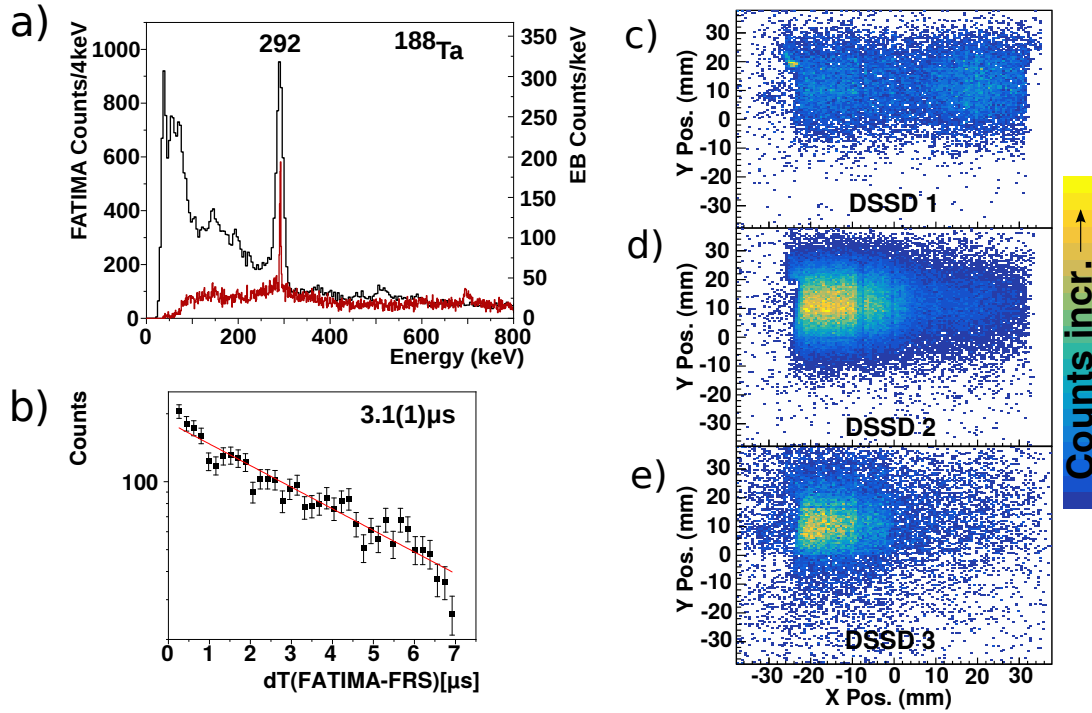 a)
292
188Ta
FATIMA Counts/4keV
1000
800
600
400
200
0
EB Counts/keV
350
300
250
200
150
100
50
0
0 200 400 600 800
Energy (keV)
b)
Counts
3.1(1)μs
100
0 1 2 3 4 5 6 7
dT(FATIMA-FRS)[μs]
c)
Y Pos. (mm)
30
20
10
0
-10
-20
-30
DSSD 1
d)
Y Pos. (mm)
30
20
10
0
-10
-20
-30
DSSD 2
e)
Y Pos. (mm)
30
20
10
0
-10
-20
-30
DSSD 3
-30 -20 -10 0 10 20 30
X Pos. (mm)
Counts incr.